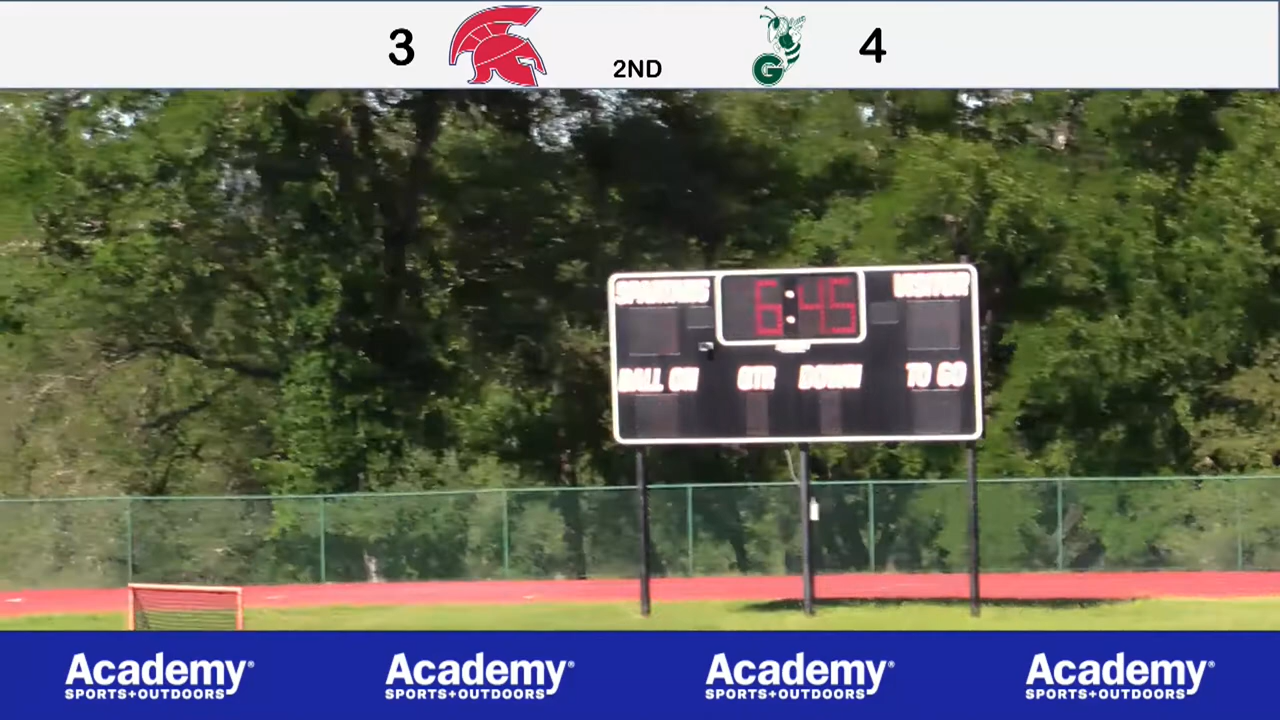 3 2ND G 4
SPARTANS 6:45 VISITOR
BALL ON QTR DOWN TO GO
Academy® Academy® Academy® Academy®
SPORTS+OUTDOORS SPORTS+OUTDOORS SPORTS+OUTDOORS SPORTS+OUTDOORS